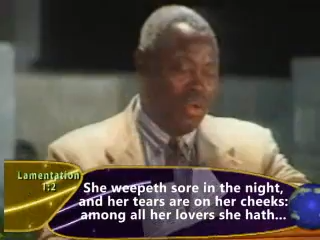 Lamentation
1:2
She weepeth sore in the night,
and her tears are on her cheeks:
among all her lovers she hath...